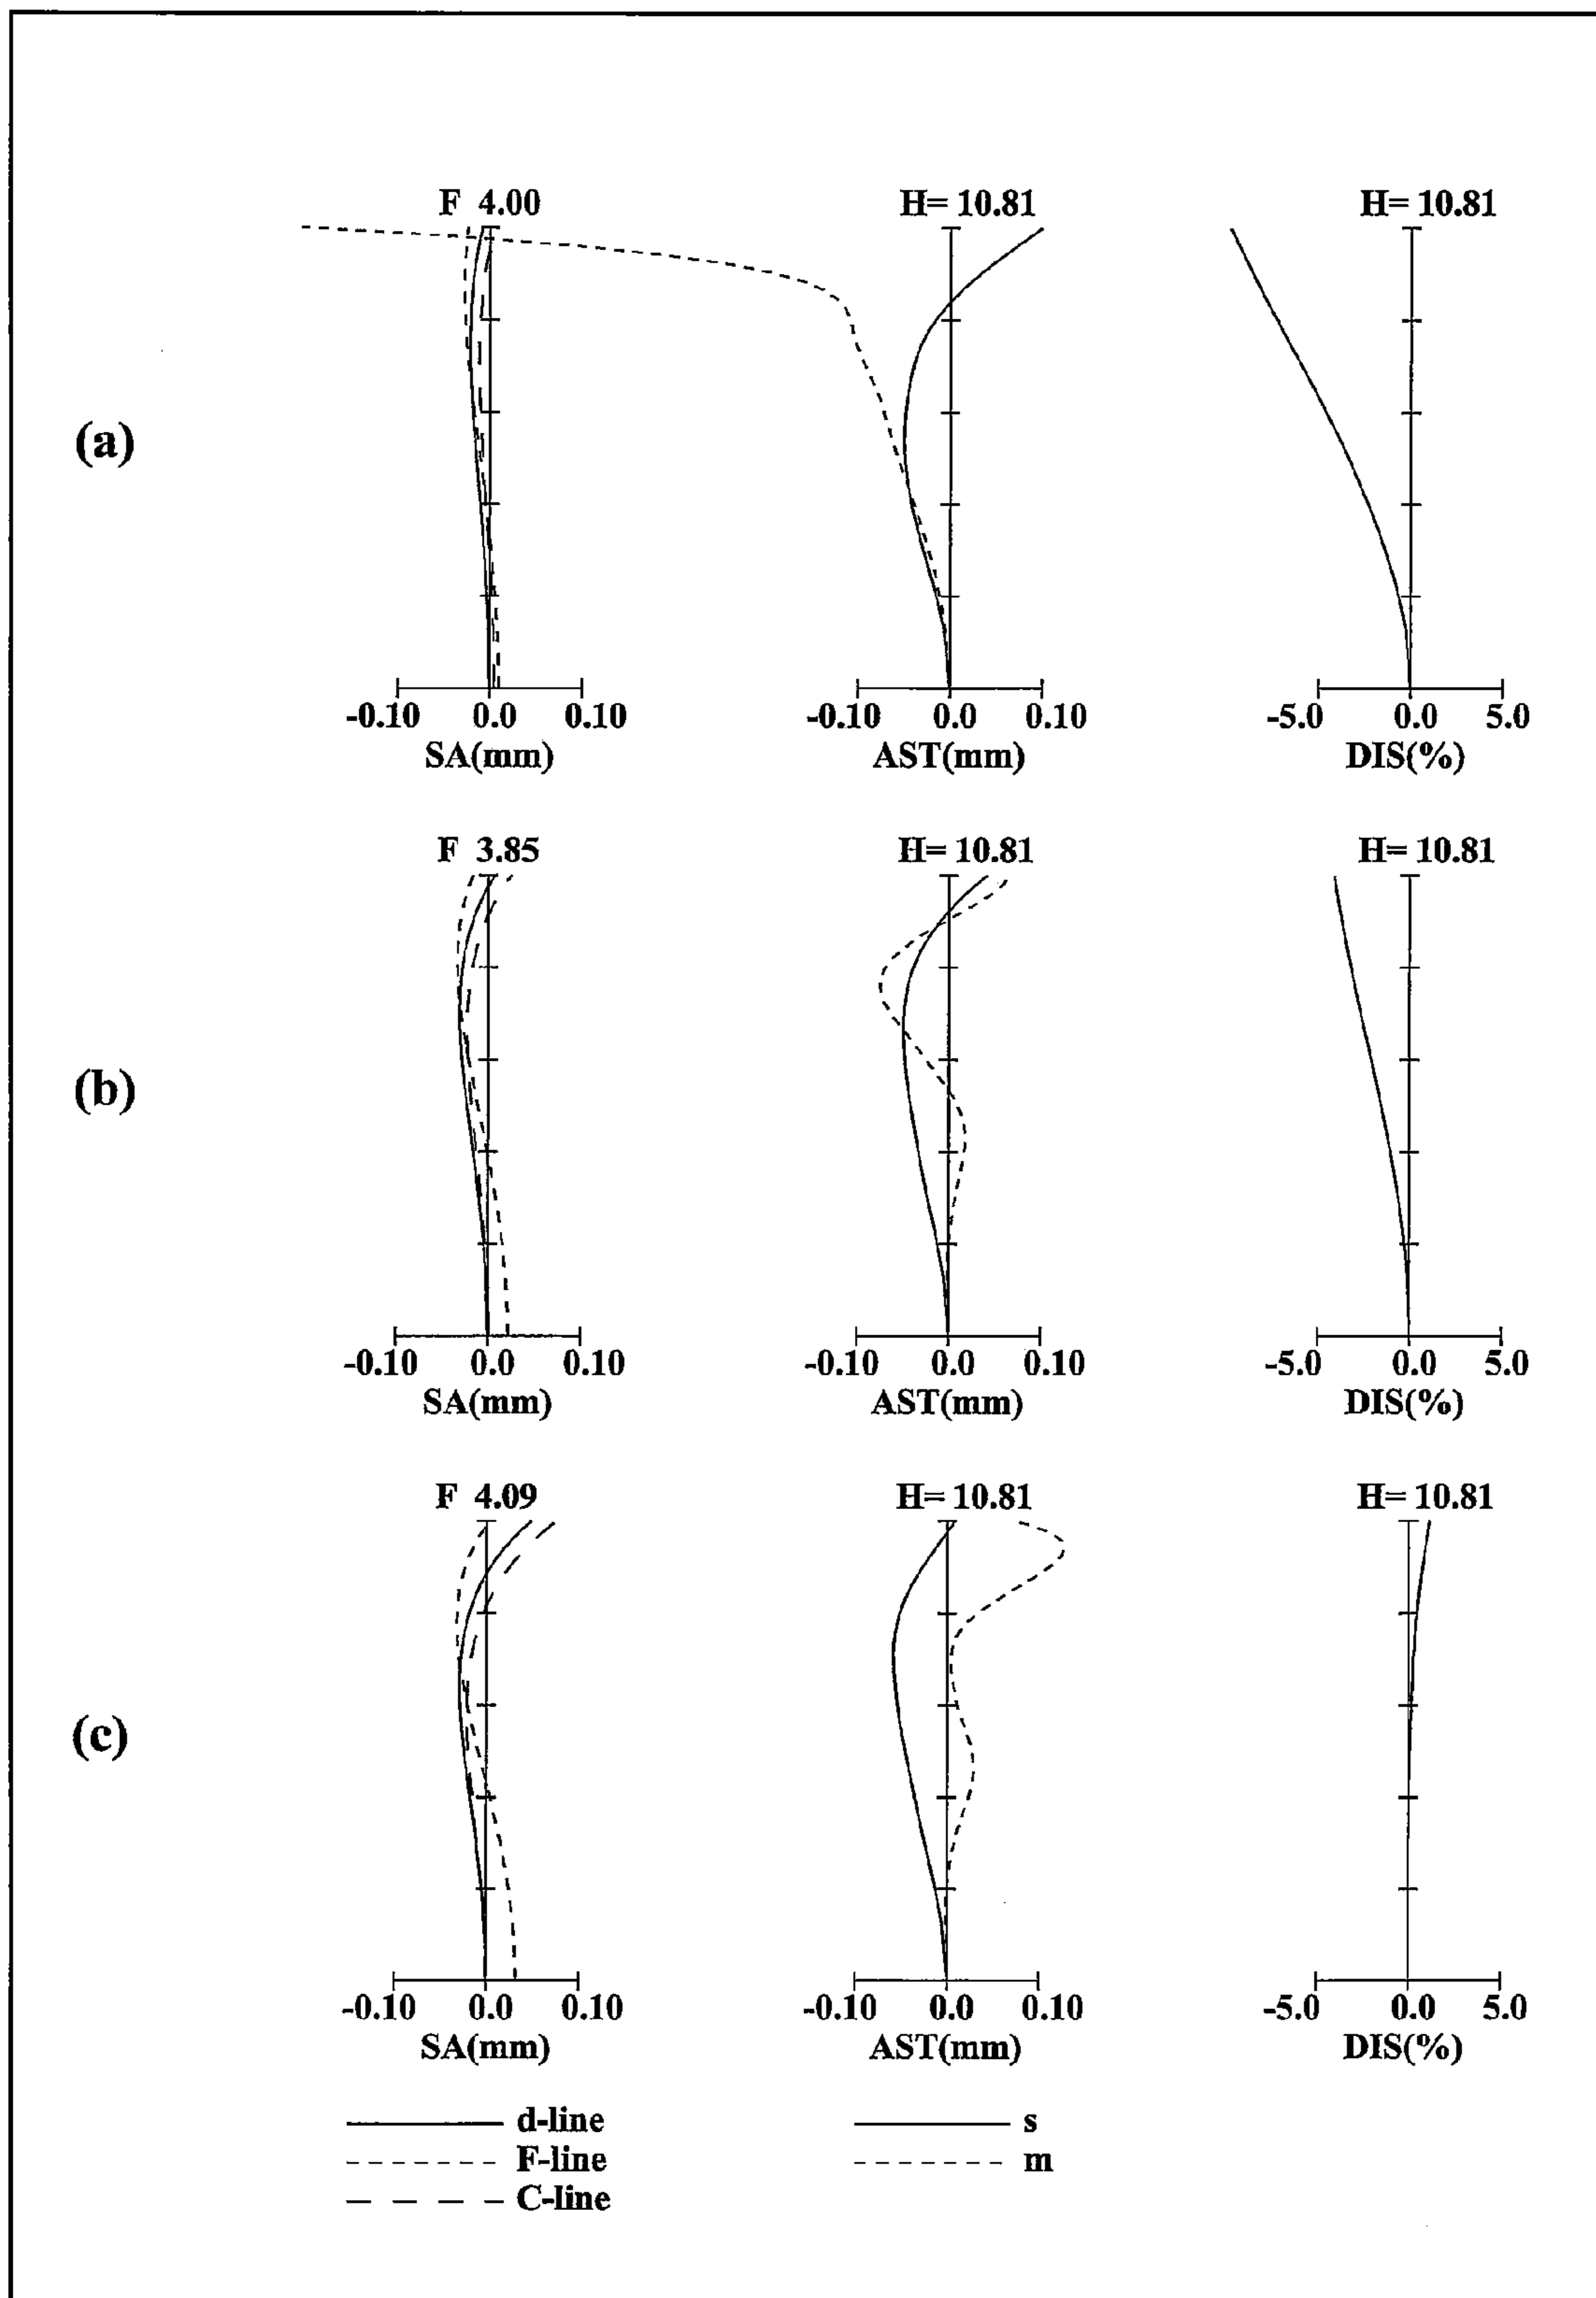 F 4.00 H= 10.81 H= 10.81
(a)
-0.10 0.0 0.10 -0.10 0.0 0.10 -5.0 0.0 5.0
SA(mm) AST(mm) DIS(%)
F 3.85 H= 10.81 H= 10.81
(b)
-0.10 0.0 0.10 -0.10 0.0 0.10 -5.0 0.0 5.0
SA(mm) AST(mm) DIS(%)
F 4.09 H= 10.81 H= 10.81
(c)
-0.10 0.0 0.10 -0.10 0.0 0.10 -5.0 0.0 5.0
SA(mm) AST(mm) DIS(%)
d-line s
F-line m
C-line